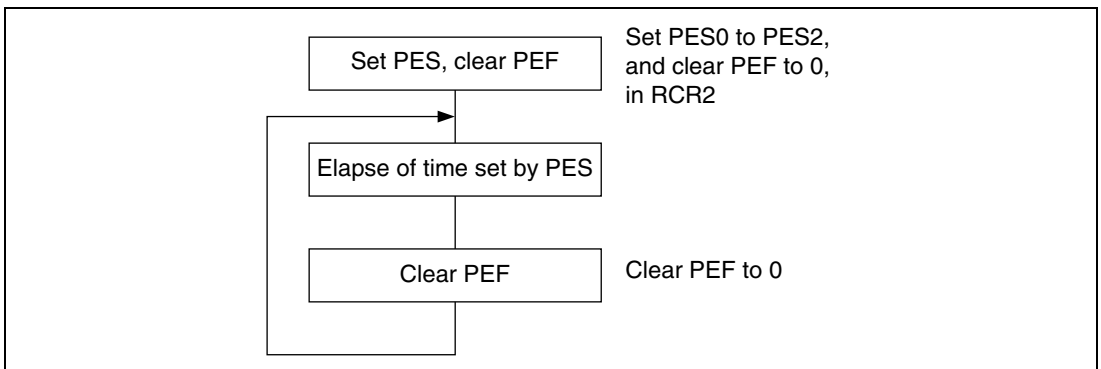 Set PES, clear PEF
Set PES0 to PES2,
and clear PEF to 0,
in RCR2
Elapse of time set by PES
Clear PEF
Clear PEF to 0